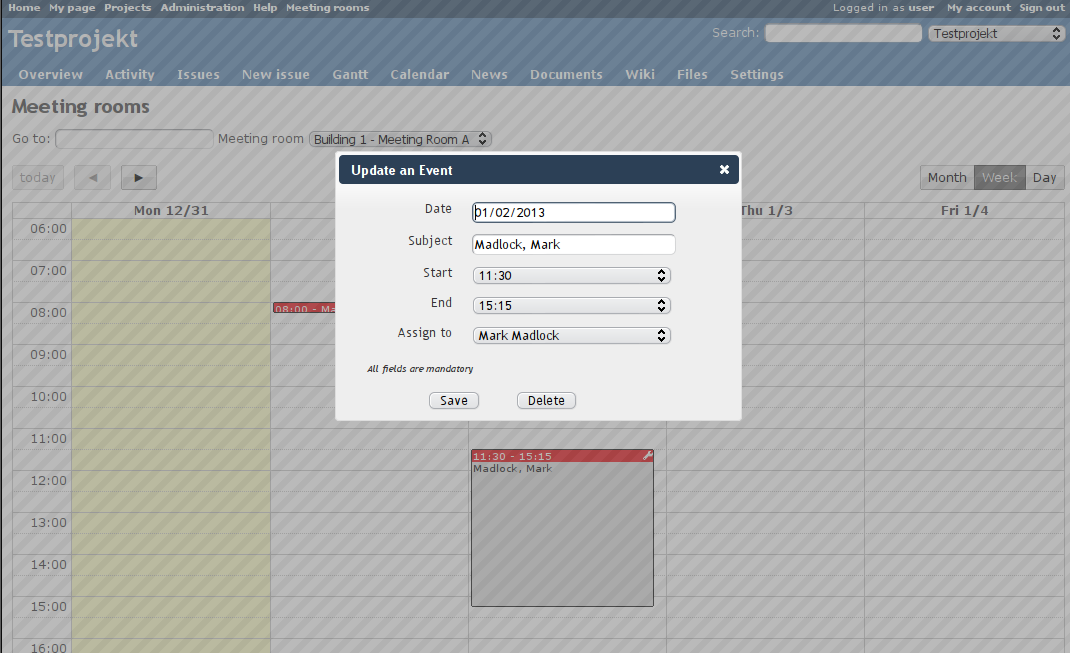 Home My page Projects Administration Help Meeting rooms Logged in as user My account Sign out
Testprojekt Search: Testprojekt
Overview Activity Issues New issue Gantt Calendar News Documents Wiki Files Settings
Meeting rooms
Go to: Meeting room Building 1 - Meeting Room A
today ◄ ► Month Week Day
Mon 12/31 Thu 1/3 Fri 1/4
Update an Event ×
Date 01/02/2013
Subject Madlock, Mark
Start 11:30
End 15:15
Assign to Mark Madlock
All fields are mandatory
Save Delete
06:00
07:00
08:00 08:00 - Ma
09:00
10:00
11:00
11:30 - 15:15
Madlock, Mark
12:00
13:00
14:00
15:00
16:00